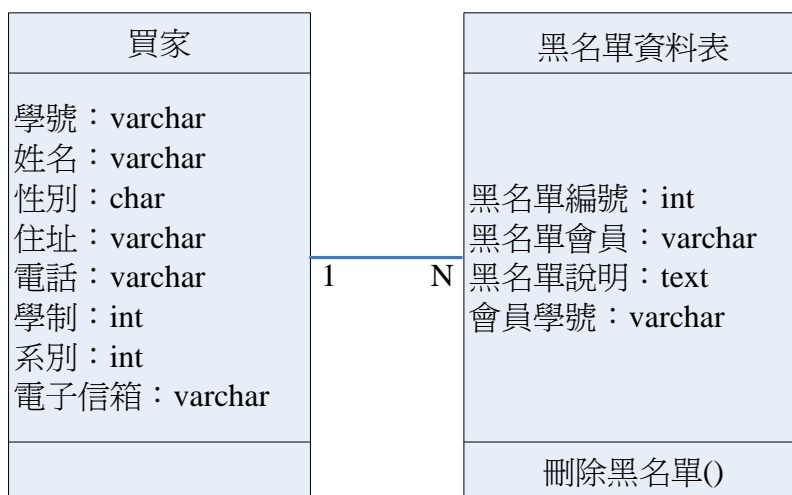 買家
學號：varchar
姓名：varchar
性別：char
住址：varchar
電話：varchar
學制：int
系別：int
電子信箱：varchar
1
N
黑名單資料表
黑名單編號：int
黑名單會員：varchar
黑名單說明：text
會員學號：varchar
刪除黑名單()